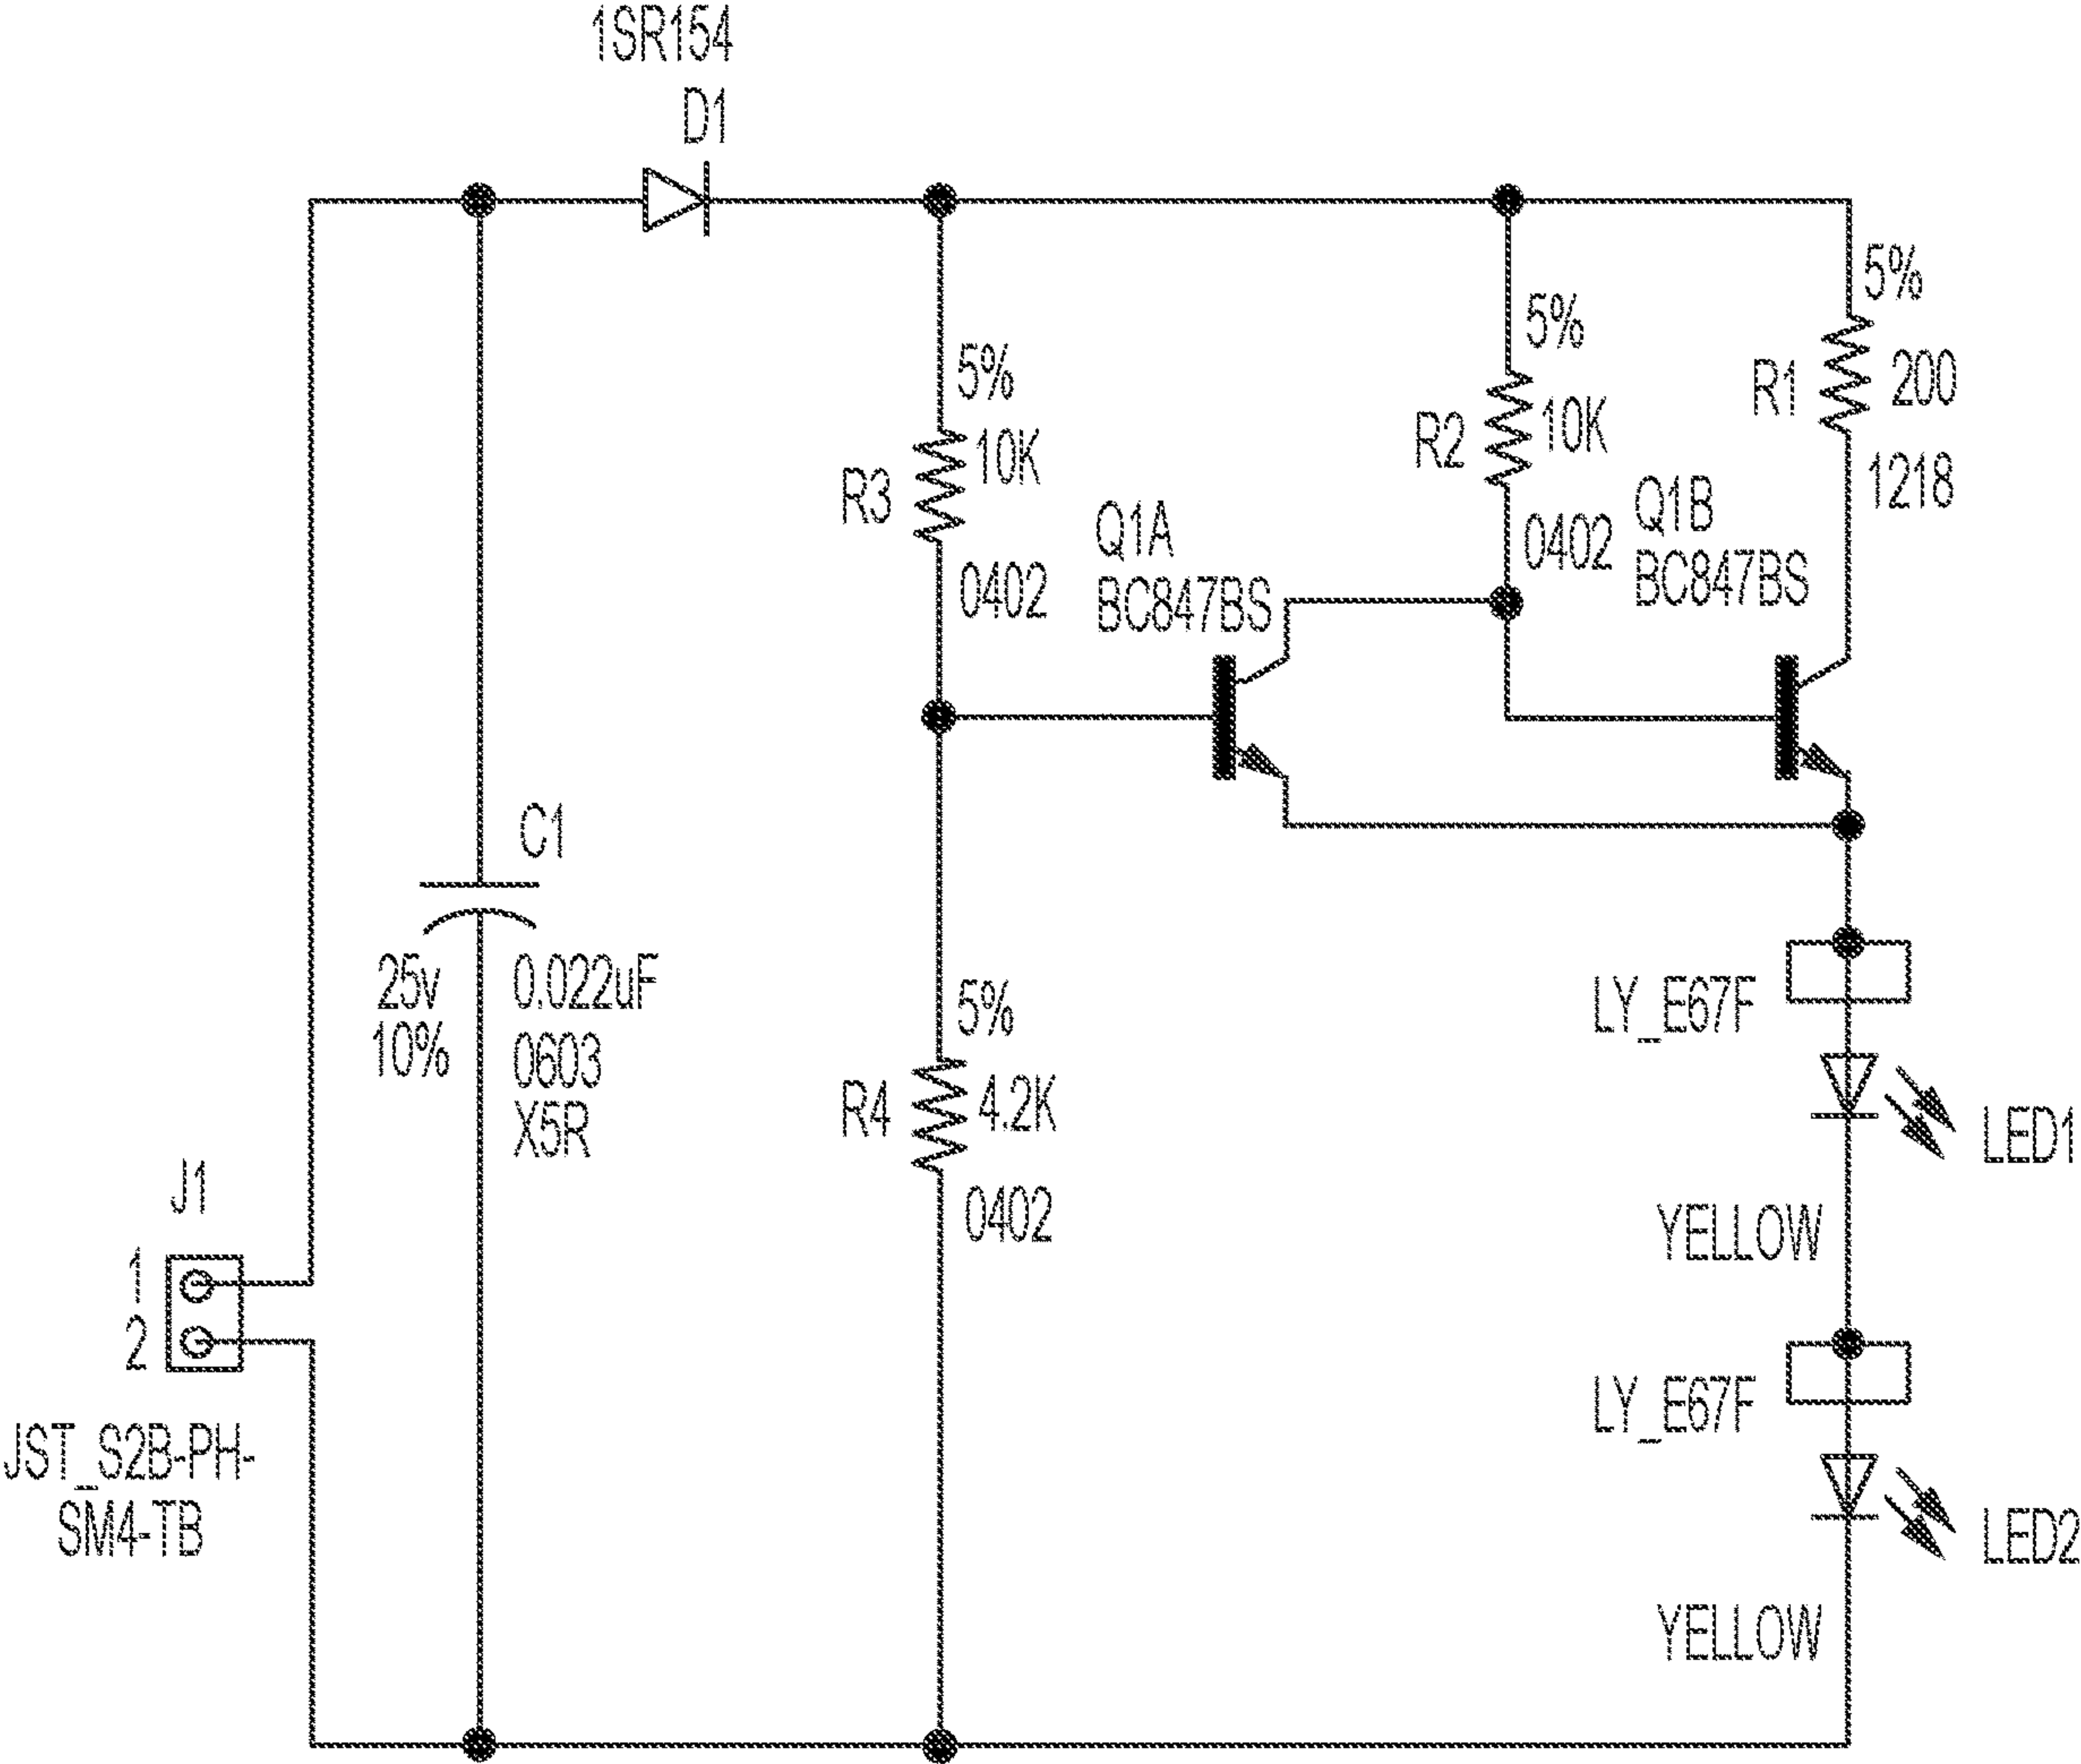 1SR154
D1
5%
R1
200
1218
5%
R2
10K
0402
Q1B
BC847BS
5%
R3
10K
0402
Q1A
BC847BS
C1
25v
10%
0.022uF
0603
X5R
5%
R4
4.2K
0402
LY_E67F
LED1
YELLOW
LY_E67F
LED2
YELLOW
J1
1
2
JST_S2B-PH-
SM4-TB